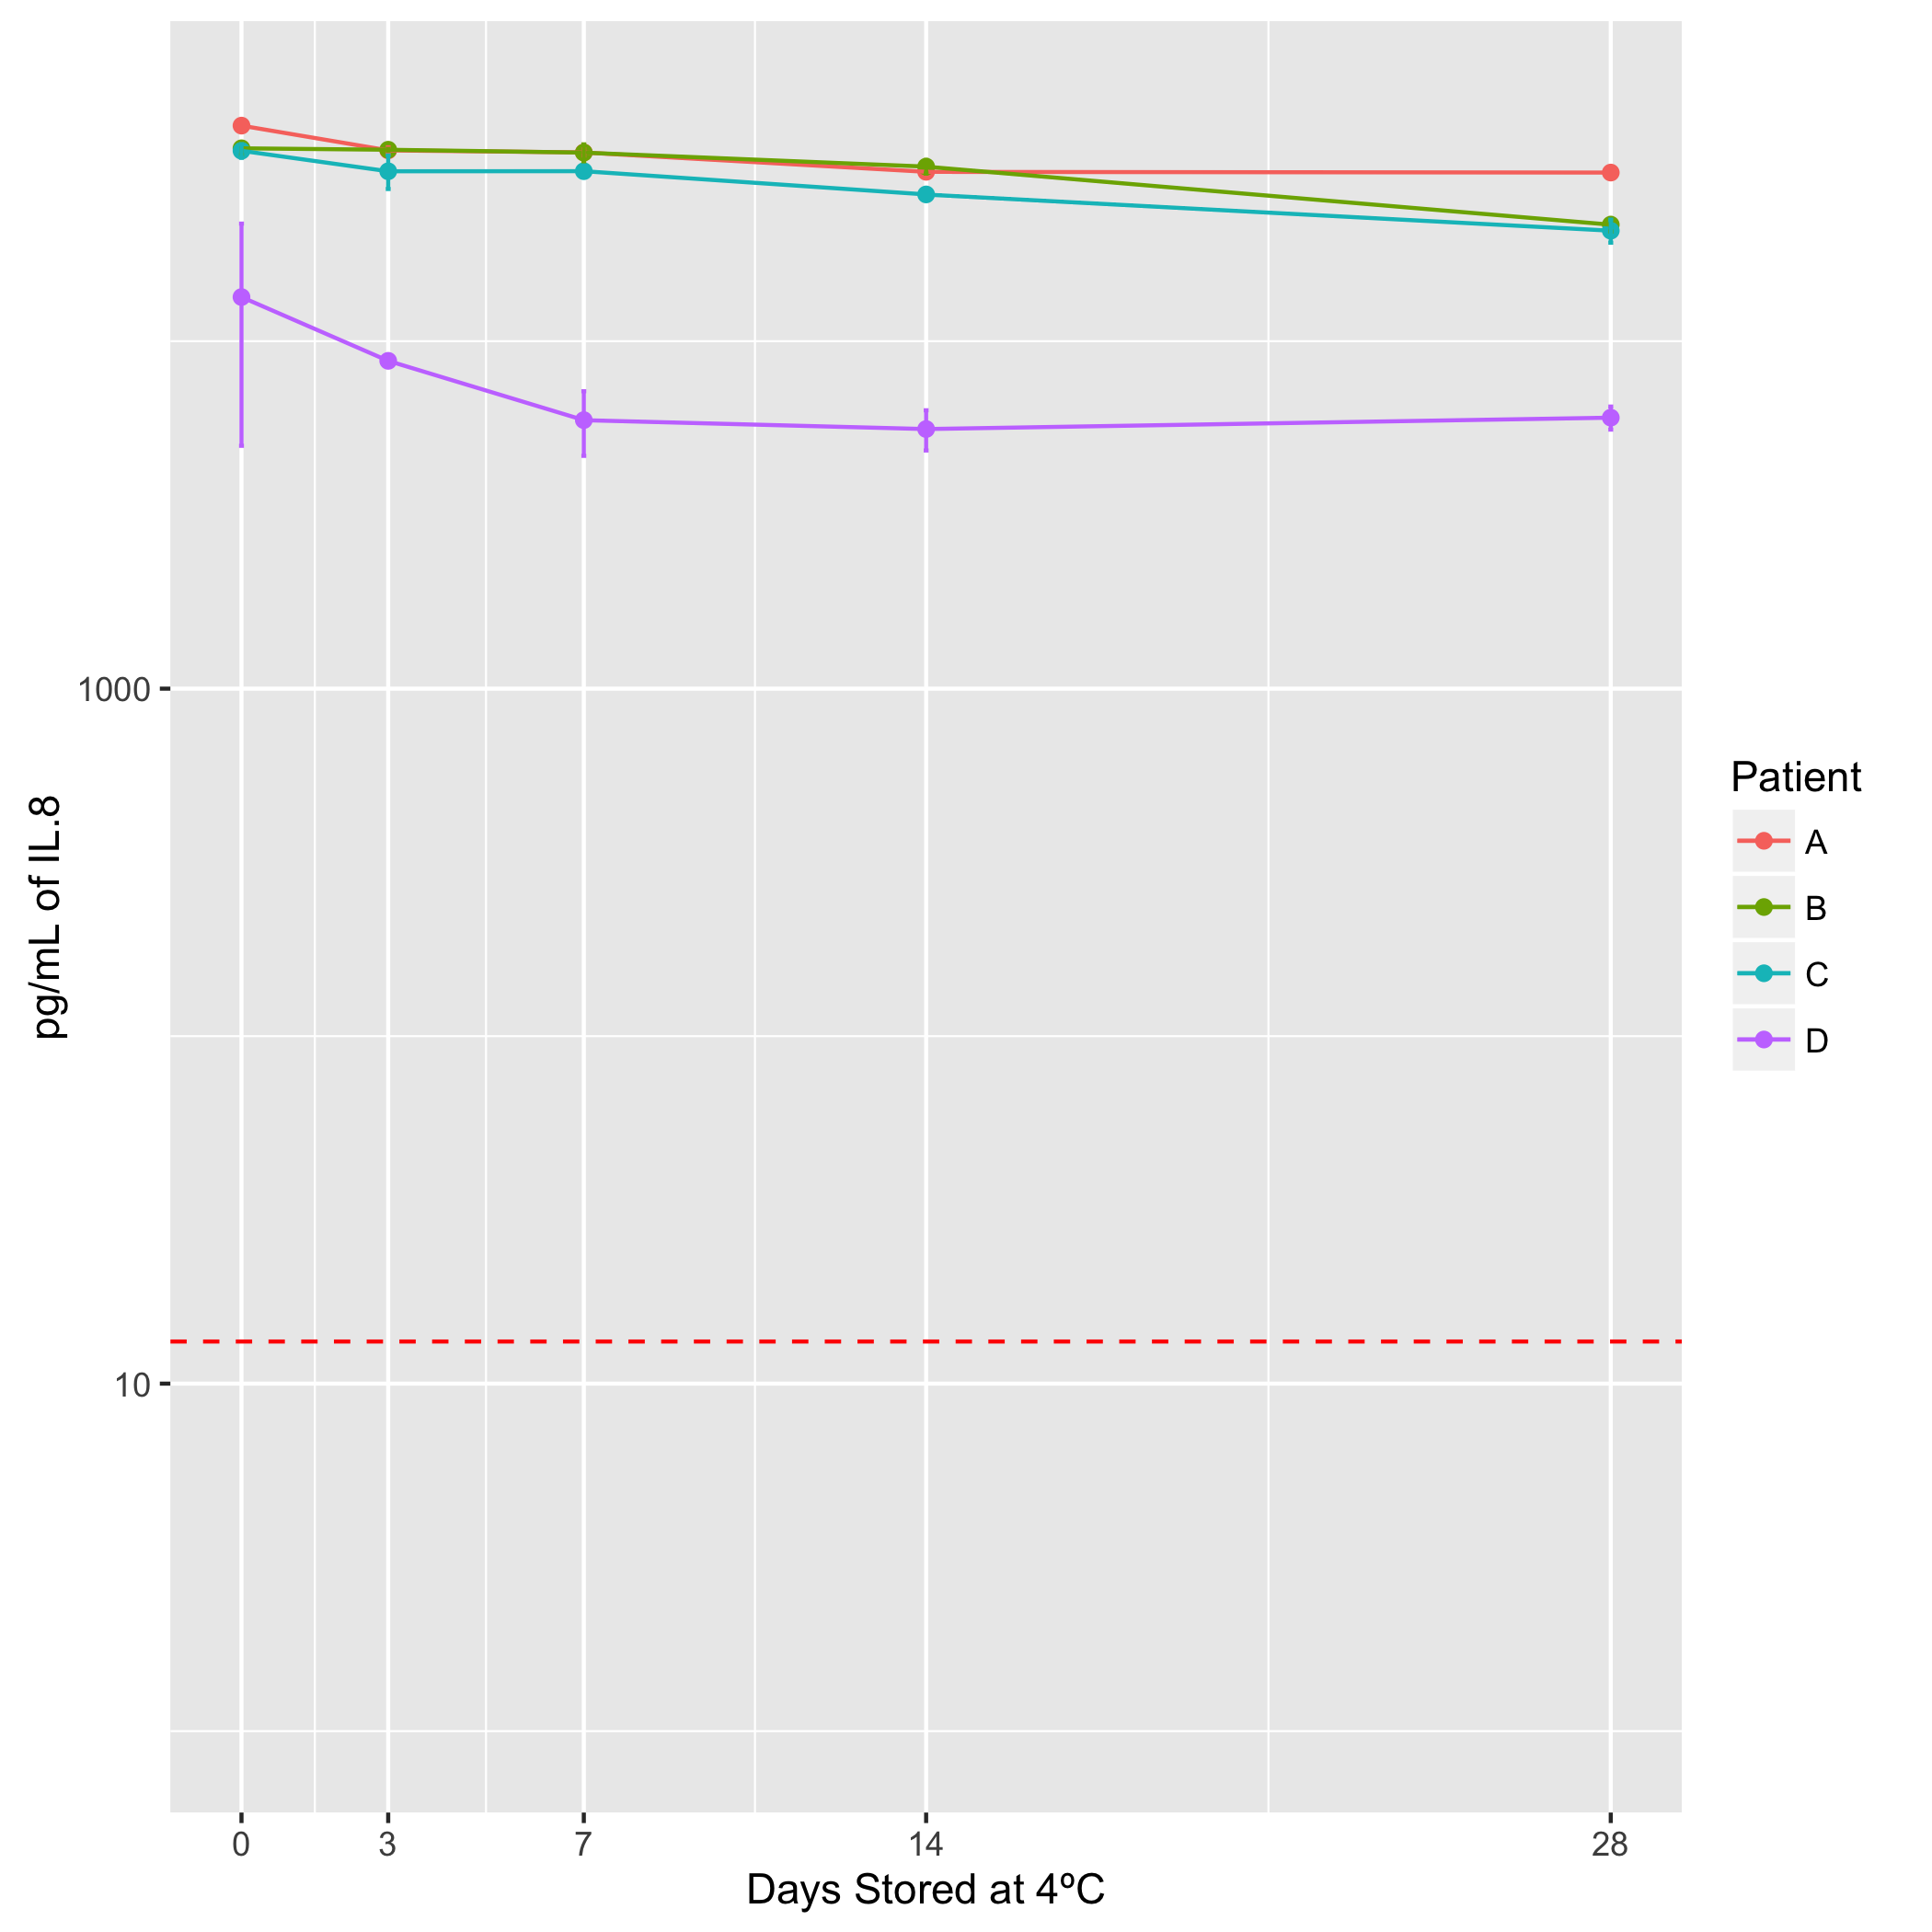 pg/mL of IL.8
1000
10
0 3 7 14 28
Days Stored at 4ºC
Patient
A
B
C
D